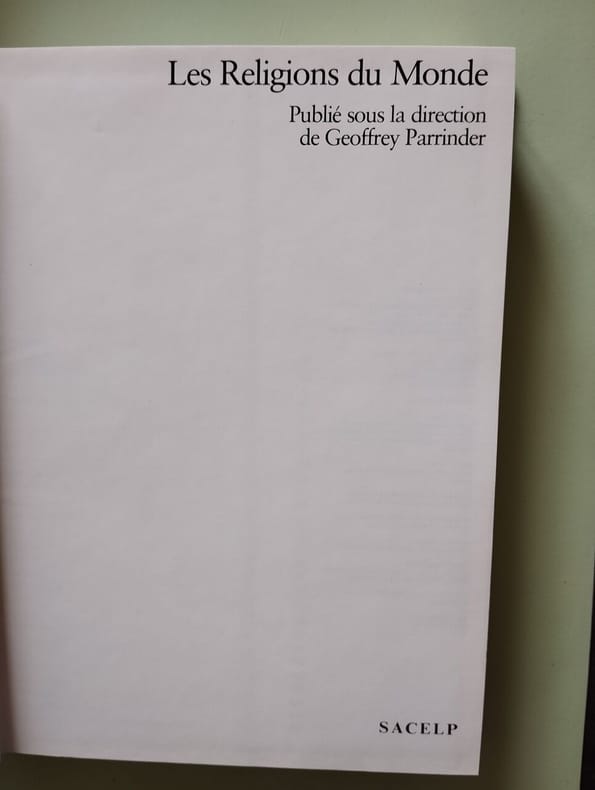 Les Religions du Monde
Publié sous la direction
de Geoffrey Parrinder
SACELP